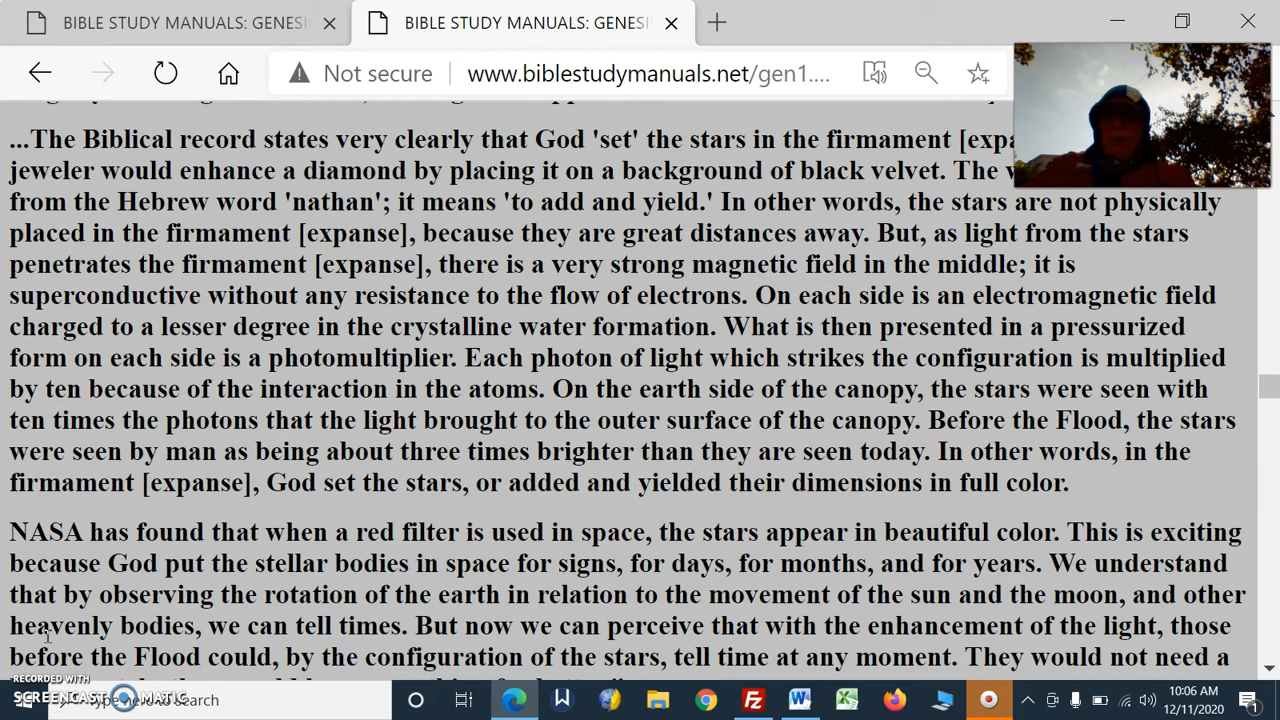 BIBLE STUDY MANUALS: GENESI
BIBLE STUDY MANUALS: GENESI
Not secure www.biblestudymanuals.net/gen1....
...The Biblical record states very clearly that God 'set' the stars in the firmament [expa
jeweler would enhance a diamond by placing it on a background of black velvet. The
from the Hebrew word 'nathan'; it means 'to add and yield.' In other words, the stars are not physically
placed in the firmament [expanse], because they are great distances away. But, as light from the stars
penetrates the firmament [expanse], there is a very strong magnetic field in the middle; it is
superconductive without any resistance to the flow of electrons. On each side is an electromagnetic field
charged to a lesser degree in the crystalline water formation. What is then presented in a pressurized
form on each side is a photomultiplier. Each photon of light which strikes the configuration is multiplied
by ten because of the interaction in the atoms. On the earth side of the canopy, the stars were seen with
ten times the photons that the light brought to the outer surface of the canopy. Before the Flood, the stars
were seen by man as being about three times brighter than they are seen today. In other words, in the
firmament [expanse], God set the stars, or added and yielded their dimensions in full color.
NASA has found that when a red filter is used in space, the stars appear in beautiful color. This is exciting
because God put the stellar bodies in space for signs, for days, for months, and for years. We understand
that by observing the rotation of the earth in relation to the movement of the sun and the moon, and other
heavenly bodies, we can tell times. But now we can perceive that with the enhancement of the light, those
before the Flood could, by the configuration of the stars, tell time at any moment. They would not need a
RECORDED WITH
SCREENCAST MATIC
Type here to search
10:06 AM
12/11/2020